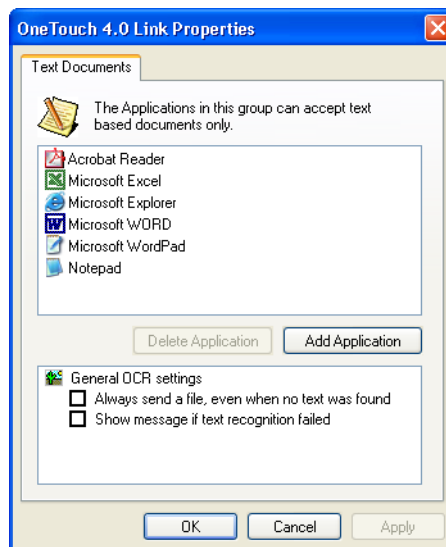 OneTouch 4.0 Link Properties
Text Documents
The Applications in this group can accept text
based documents only.
Acrobat Reader
Microsoft Excel
Microsoft Explorer
Microsoft WORD
Microsoft WordPad
Notepad
Delete Application
Add Application
General OCR settings
Always send a file, even when no text was found
Show message if text recognition failed
OK
Cancel
Apply